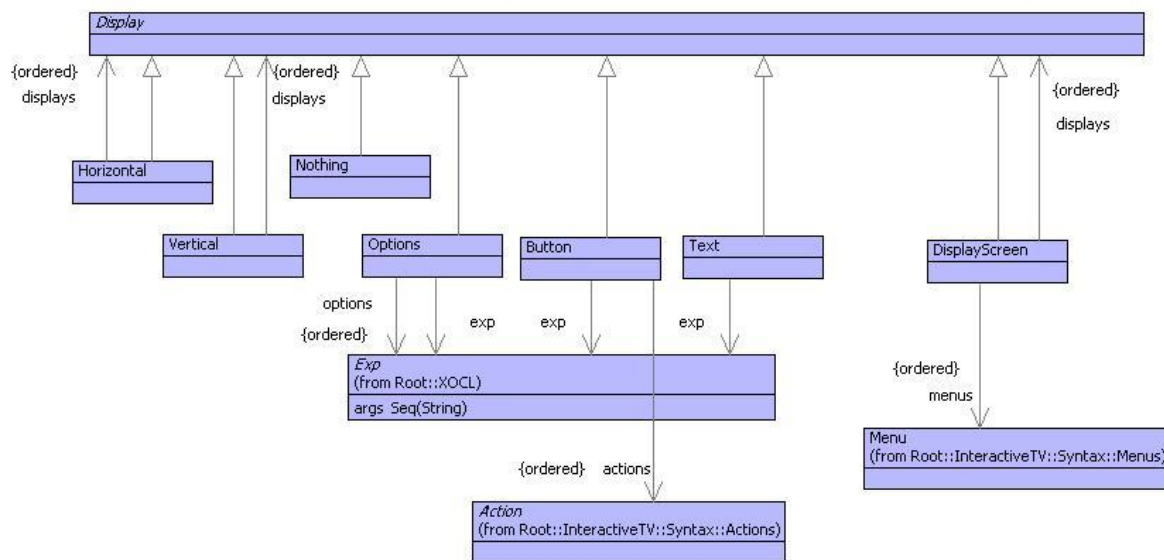 Display
{ordered}
displays
{ordered}
displays
{ordered}
displays
Horizontal
Nothing
Vertical
Options
Button
Text
DisplayScreen
options
{ordered}
exp
exp
exp
Exp
(from Root::XOCL)
args Seq(String)
{ordered}
menus
Menu
(from Root::InteractiveTV::Syntax::Menus)
{ordered} actions
Action
(from Root::InteractiveTV::Syntax::Actions)